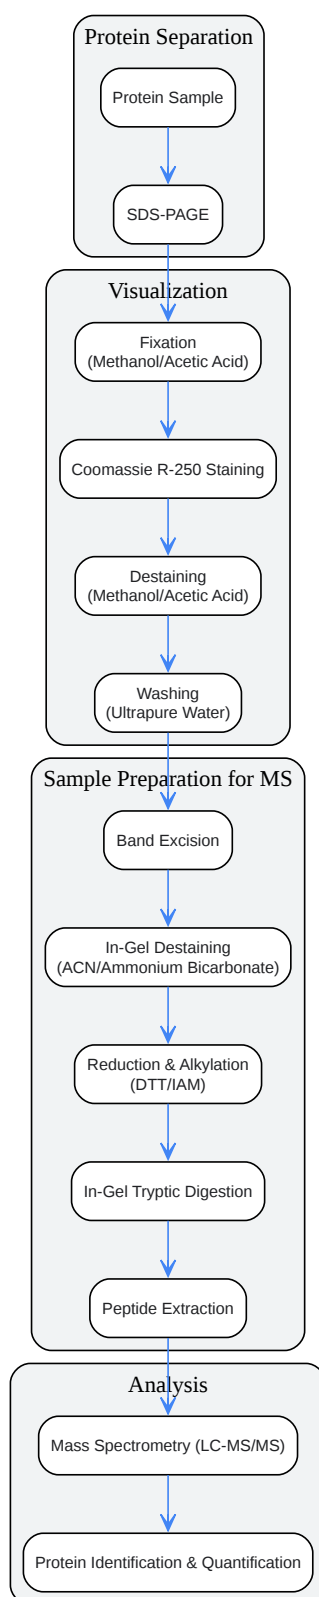 Protein Separation
Protein Sample
SDS-PAGE
Visualization
Fixation
(Methanol/Acetic Acid)
Coomassie R-250 Staining
Destaining
(Methanol/Acetic Acid)
Washing
(Ultrapure Water)
Sample Preparation for MS
Band Excision
In-Gel Destaining
(ACN/Ammonium Bicarbonate)
Reduction & Alkylation
(DTT/IAM)
In-Gel Tryptic Digestion
Peptide Extraction
Analysis
Mass Spectrometry (LC-MS/MS)
Protein Identification & Quantification